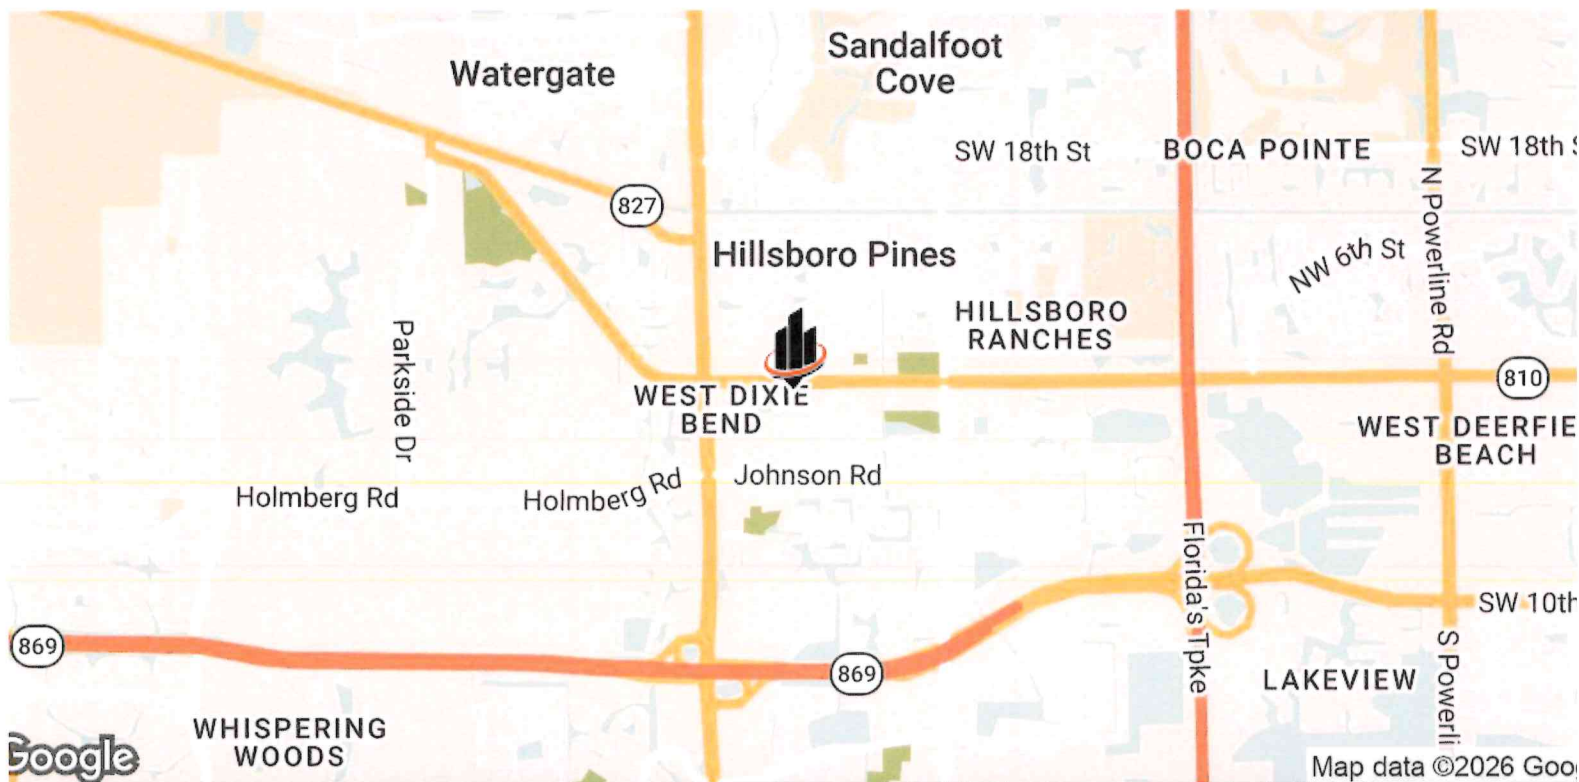 Watergate
Sandalfoot
Cove
SW 18th St
BOCA POINTE
SW 18th S
N Powerline Rd
827
Hillsboro Pines
NW 6th St
HILLSBORO
RANCHES
Parkside Dr
810
WEST DIXIE
BEND
WEST DEERFIE
BEACH
Johnson Rd
Holmberg Rd
Holmberg Rd
Florida's Tpke
SW 10th
869
869
S Powerli
LAKEVIEW
WHISPERING
WOODS
Google
Map data ©2026 Goog